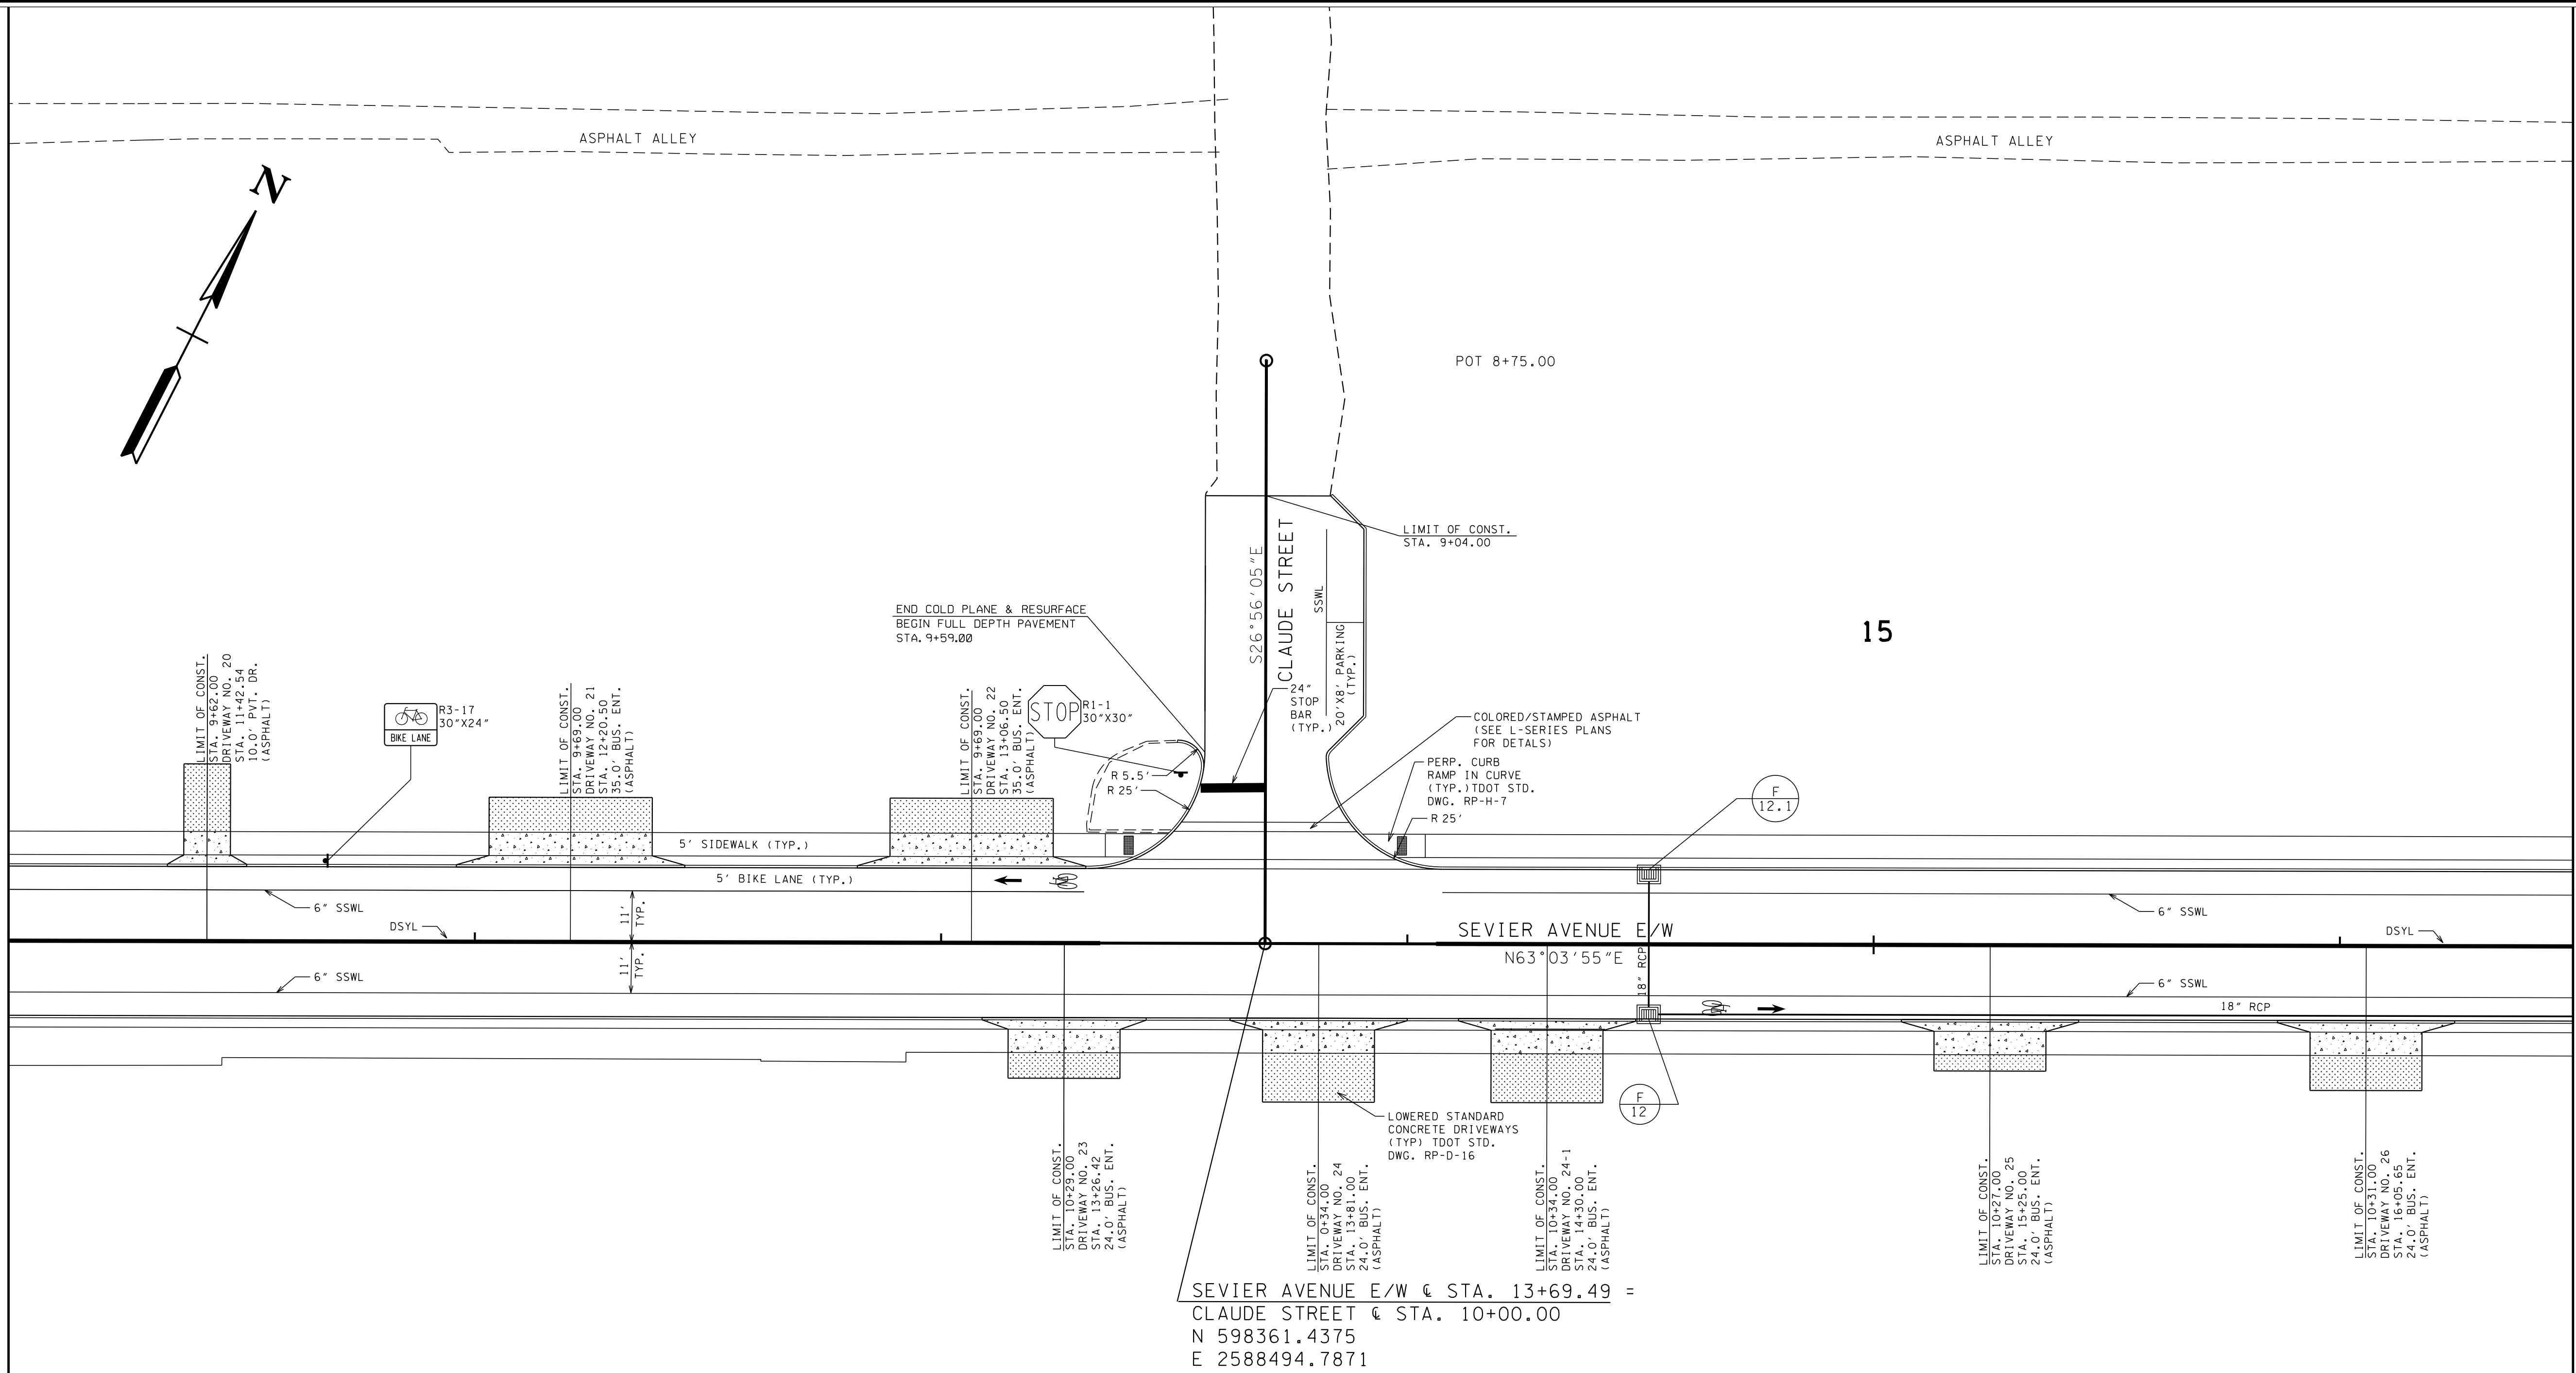 ASPHALT ALLEY
ASPHALT ALLEY
N
POT 8+75.00
LIMIT OF CONST.
STA. 9+04.00
S26°56'05"E
CLAUDE STREET
SSWL
20'X8' PARKING
(TYP.)
15
END COLD PLANE & RESURFACE
BEGIN FULL DEPTH PAVEMENT
STA. 9+59.00
LIMIT OF CONST.
STA. 9+62.00
DRIVEWAY NO. 20
STA. 11+42.54
10.0' PVT. DR.
(ASPHALT)
BIKE LANE
R3-17
30"X24"
LIMIT OF CONST.
STA. 9+69.00
DRIVEWAY NO. 21
STA. 12+20.50
35.0' BUS. ENT.
(ASPHALT)
LIMIT OF CONST.
STA. 9+69.00
DRIVEWAY NO. 22
STA. 13+06.50
35.0' BUS. ENT.
(ASPHALT)
STOP
R1-1
30"X30"
24"
STOP
BAR
(TYP.)
COLORED/STAMPED ASPHALT
(SEE L-SERIES PLANS
FOR DETALS)
PERP. CURB
RAMP IN CURVE
(TYP.)TDOT STD.
DWG. RP-H-7
R 25'
R 5.5'
R 25'
F
12.1
5' SIDEWALK (TYP.)
5' BIKE LANE (TYP.)
6" SSWL
6" SSWL
11'
TYP.
DSYL
SEVIER AVENUE E/W
DSYL
N63°03'55"E
18" RCP
11'
TYP.
6" SSWL
6" SSWL
18" RCP
F
12
LOWERED STANDARD
CONCRETE DRIVEWAYS
(TYP) TDOT STD.
DWG. RP-D-16
LIMIT OF CONST.
STA. 10+29.00
DRIVEWAY NO. 23
STA. 13+26.42
24.0' BUS. ENT.
(ASPHALT)
LIMIT OF CONST.
STA. 0+34.00
DRIVEWAY NO. 24
STA. 13+81.00
24.0' BUS. ENT.
(ASPHALT)
LIMIT OF CONST.
STA. 10+34.00
DRIVEWAY NO. 24-1
STA. 14+30.00
24.0' BUS. ENT.
(ASPHALT)
LIMIT OF CONST.
STA. 10+27.00
DRIVEWAY NO. 25
STA. 15+25.00
24.0' BUS. ENT.
(ASPHALT)
LIMIT OF CONST.
STA. 10+31.00
DRIVEWAY NO. 26
STA. 16+05.65
24.0' BUS. ENT.
(ASPHALT)
SEVIER AVENUE E/W ℄ STA. 13+69.49 =
CLAUDE STREET ℄ STA. 10+00.00
N 598361.4375
E 2588494.7871